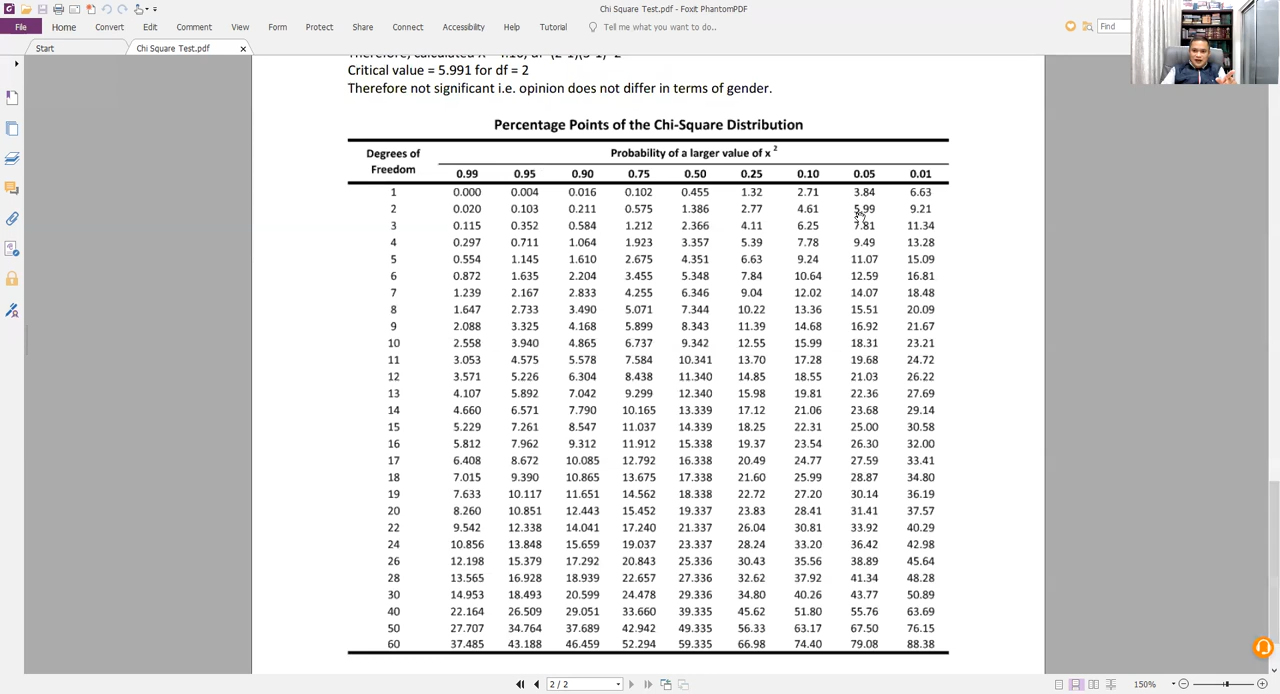 Chi Square Test.pdf - Foxit PhantomPDF
File Home Convert Edit Comment View Form Protect Share Connect Accessibility Help Tutorial Tell me what you want to do... Find
Start Chi Square Test.pdf
Critical value = 5.991 for df = 2
Therefore not significant i.e. opinion does not differ in terms of gender.
Percentage Points of the Chi-Square Distribution
Degrees of Freedom Probability of a larger value of x 2
0.99 0.95 0.90 0.75 0.50 0.25 0.10 0.05 0.01
1 0.000 0.004 0.016 0.102 0.455 1.32 2.71 3.84 6.63
2 0.020 0.103 0.211 0.575 1.386 2.77 4.61 5.99 9.21
3 0.115 0.352 0.584 1.212 2.366 4.11 6.25 7.81 11.34
4 0.297 0.711 1.064 1.923 3.357 5.39 7.78 9.49 13.28
5 0.554 1.145 1.610 2.675 4.351 6.63 9.24 11.07 15.09
6 0.872 1.635 2.204 3.455 5.348 7.84 10.64 12.59 16.81
7 1.239 2.167 2.833 4.255 6.346 9.04 12.02 14.07 18.48
8 1.647 2.733 3.490 5.071 7.344 10.22 13.36 15.51 20.09
9 2.088 3.325 4.168 5.899 8.343 11.39 14.68 16.92 21.67
10 2.558 3.940 4.865 6.737 9.342 12.55 15.99 18.31 23.21
11 3.053 4.575 5.578 7.584 10.341 13.70 17.28 19.68 24.72
12 3.571 5.226 6.304 8.438 11.340 14.85 18.55 21.03 26.22
13 4.107 5.892 7.042 9.299 12.340 15.98 19.81 22.36 27.69
14 4.660 6.571 7.790 10.165 13.339 17.12 21.06 23.68 29.14
15 5.229 7.261 8.547 11.037 14.339 18.25 22.31 25.00 30.58
16 5.812 7.962 9.312 11.912 15.338 19.37 23.54 26.30 32.00
17 6.408 8.672 10.085 12.792 16.338 20.49 24.77 27.59 33.41
18 7.015 9.390 10.865 13.675 17.338 21.60 25.99 28.87 34.80
19 7.633 10.117 11.651 14.562 18.338 22.72 27.20 30.14 36.19
20 8.260 10.851 12.443 15.452 19.337 23.83 28.41 31.41 37.57
22 9.542 12.338 14.041 17.240 21.337 26.04 30.81 33.92 40.29
24 10.856 13.848 15.659 19.037 23.337 28.24 33.20 36.42 42.98
26 12.198 15.379 17.292 20.843 25.336 30.43 35.56 38.89 45.64
28 13.565 16.928 18.939 22.657 27.336 32.62 37.92 41.34 48.28
30 14.953 18.493 20.599 24.478 29.336 34.80 40.26 43.77 50.89
40 22.164 26.509 29.051 33.660 39.335 45.62 51.80 55.76 63.69
50 27.707 34.764 37.689 42.942 49.335 56.33 63.17 67.50 76.15
60 37.485 43.188 46.459 52.294 59.335 66.98 74.40 79.08 88.38
2 / 2 150%